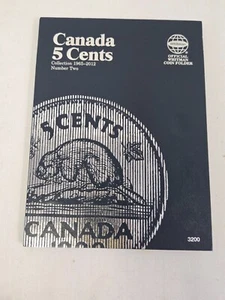 Canada
5 Cents
Collection 1965-2012
Number Two
OFFICIAL
WHITMAN
COIN FOLDER
5 CENTS
CANADA
3200